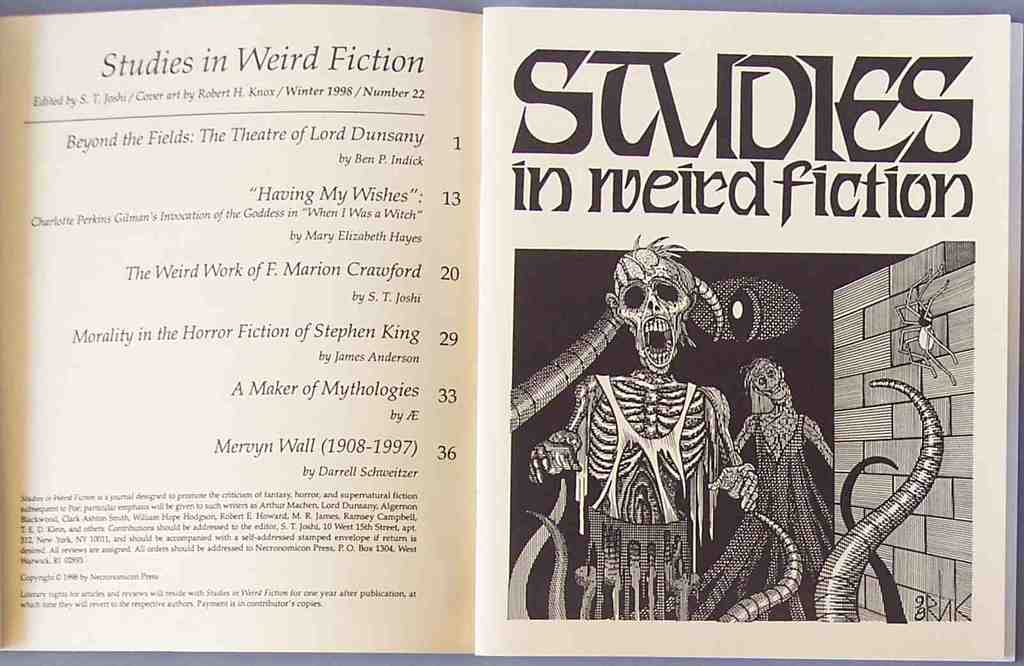 Studies in Weird Fiction
Edited by S. T. Joshi / Cover art by Robert H. Knox / Winter 1998 / Number 22
Beyond the Fields: The Theatre of Lord Dunsany 1
by Ben P. Indick
"Having My Wishes": 13
Charlotte Perkins Gilman's Invocation of the Goddess in "When I Was a Witch"
by Mary Elizabeth Hayes
The Weird Work of F. Marion Crawford 20
by S. T. Joshi
Morality in the Horror Fiction of Stephen King 29
by James Anderson
A Maker of Mythologies 33
by Æ
Mervyn Wall (1908-1997) 36
by Darrell Schweitzer
Studies in Weird Fiction is a journal designed to promote the criticism of fantasy, horror, and supernatural fiction
subsequent to Poe; particular emphasis will be given to such writers as Arthur Machen, Lord Dunsany, Algernon
Blackwood, Clark Ashton Smith, William Hope Hodgson, Robert E. Howard, M. R. James, Ramsey Campbell,
T. E. D. Klein, and others. Contributions should be addressed to the editor, S. T. Joshi, 10 West 15th Street, apt.
312, New York, NY 10011, and should be accompanied with a self-addressed stamped envelope if return is
desired. All reviews are assigned. All orders should be addressed to Necronomicon Press, P. O. Box 1304, West
Warwick, RI 02893
Copyright © 1998 by Necronomicon Press
Literary rights for articles and reviews will reside with Studies in Weird Fiction for one year after publication, at
which time they will revert to the respective authors. Payment is in contributor's copies.
STUDIES
in weird fiction
98 RHK